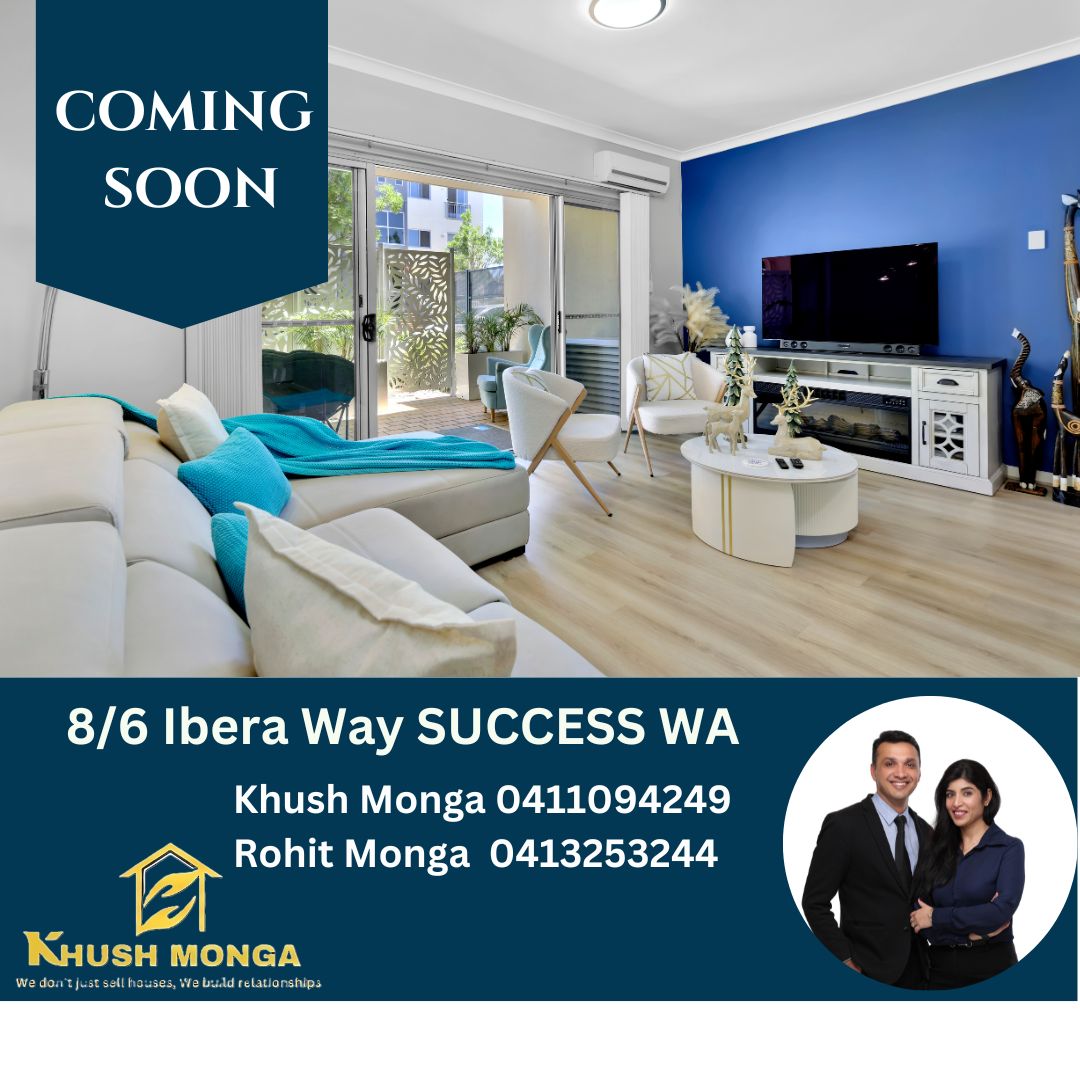 COMING
SOON
8/6 Ibera Way SUCCESS WA
Khush Monga 0411094249
Rohit Monga 0413253244
KHUSH MONGA
We don't just sell houses, We build relationships